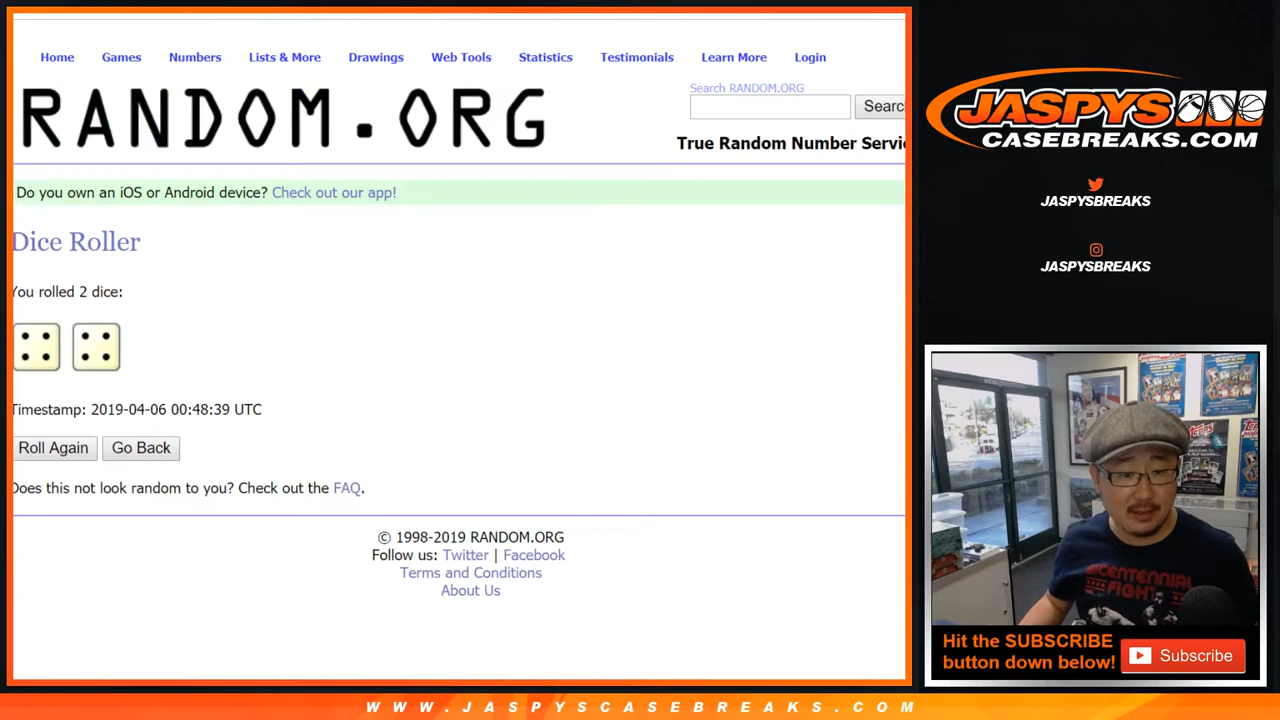 Home Games Numbers Lists & More Drawings Web Tools Statistics Testimonials Learn More Login
Search RANDOM.ORG
RANDOM.ORG
Searc
True Random Number Servi
Do you own an iOS or Android device? Check out our app!
Dice Roller
You rolled 2 dice:
Timestamp: 2019-04-06 00:48:39 UTC
Roll Again Go Back
Does this not look random to you? Check out the FAQ.
© 1998-2019 RANDOM.ORG
Follow us: Twitter | Facebook
Terms and Conditions
About Us
JASPYS
CASEBREAKS.COM
JASPYSBREAKS
JASPYSBREAKS
TOPPS
BICENTENNIAL
FIGHT
Hit the SUBSCRIBE
button down below!
Subscribe
WWW.JASPYSCASEBREAKS.COM